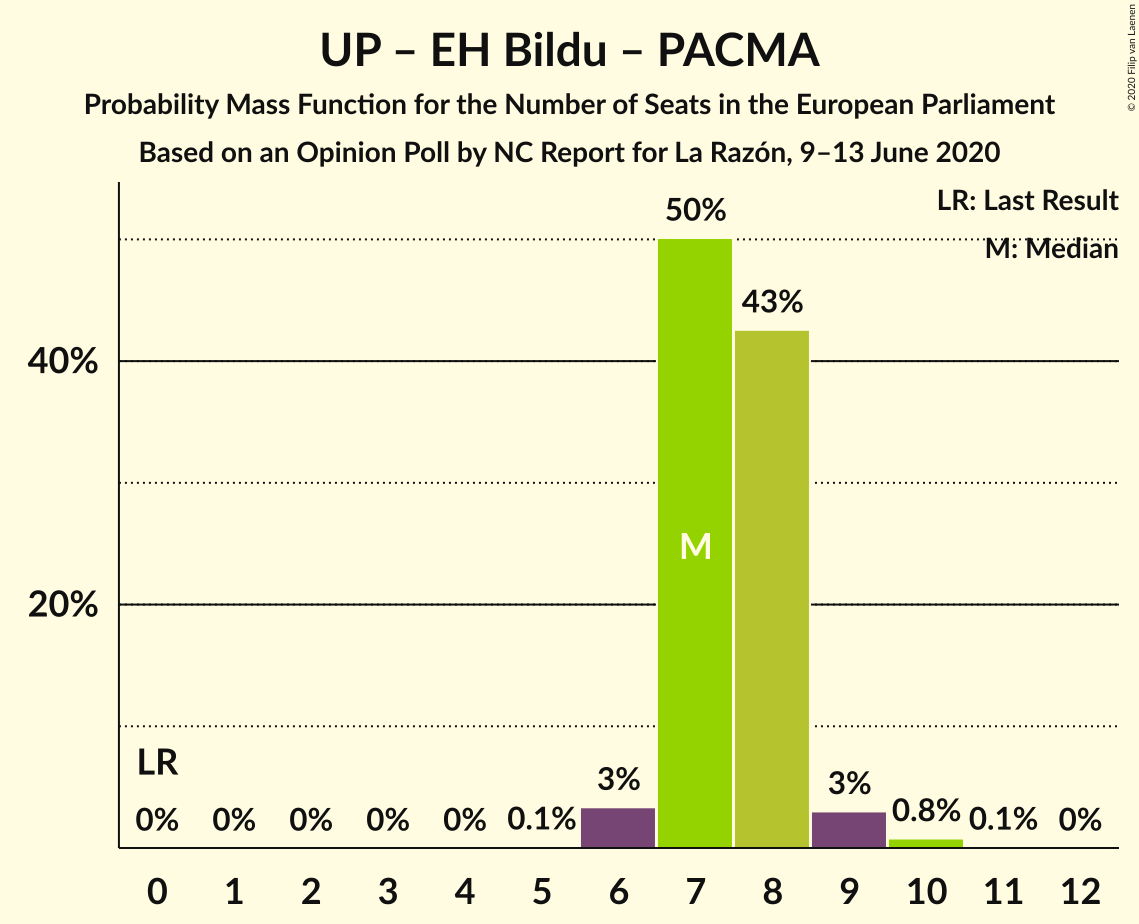 UP – EH Bildu – PACMA
Probability Mass Function for the Number of Seats in the European Parliament
Based on an Opinion Poll by NC Report for La Razón, 9–13 June 2020
© 2020 Filip van Laenen
LR: Last Result
M: Median
50%
43%
40%
M
20%
LR
0%
0%
0%
0%
0%
0.1%
3%
3%
0.8%
0.1%
0%
0 1 2 3 4 5 6 7 8 9 10 11 12